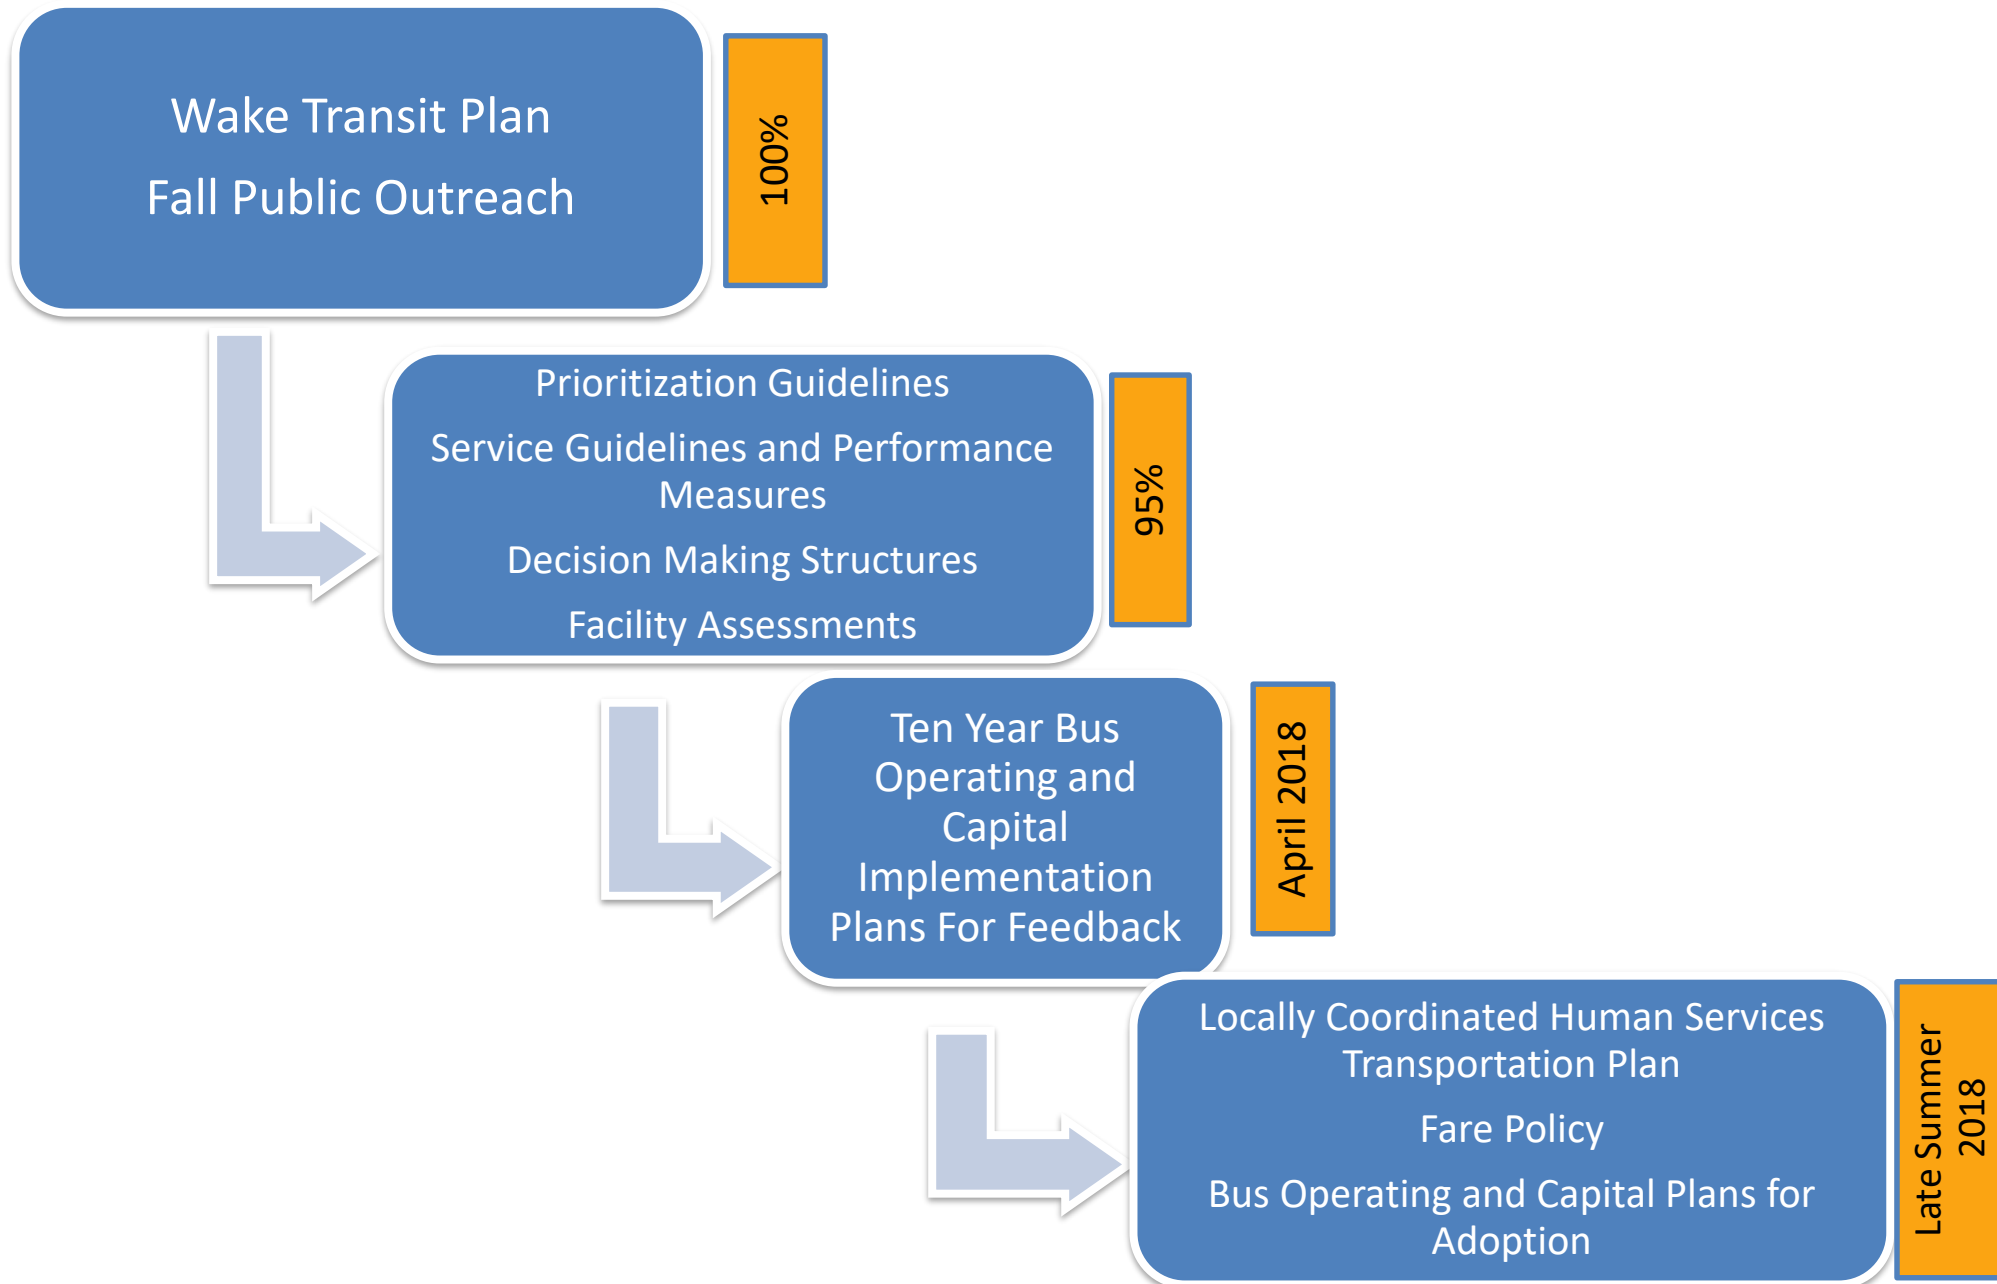 Wake Transit Plan
Fall Public Outreach
100%
Prioritization Guidelines
Service Guidelines and Performance
Measures
Decision Making Structures
Facility Assessments
95%
Ten Year Bus
Operating and
Capital
Implementation
Plans For Feedback
April 2018
Locally Coordinated Human Services
Transportation Plan
Fare Policy
Bus Operating and Capital Plans for
Adoption
Late Summer
2018